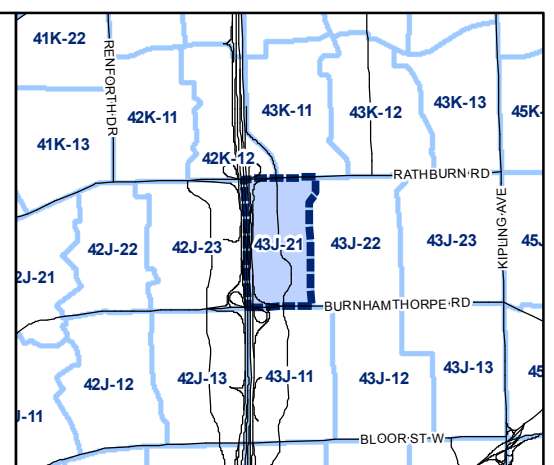 41K-22
RENFORTH DR
42K-11
43K-11
43K-12
43K-13
45K-
41K-13
42K-12
RATHBURN RD
KIPLING AVE
42J-22
42J-23
43J-21
43J-22
43J-23
45J-
2J-21
BURNHAMTHORPE RD
42J-12
42J-13
43J-11
43J-12
43J-13
45
J-11
BLOOR ST W